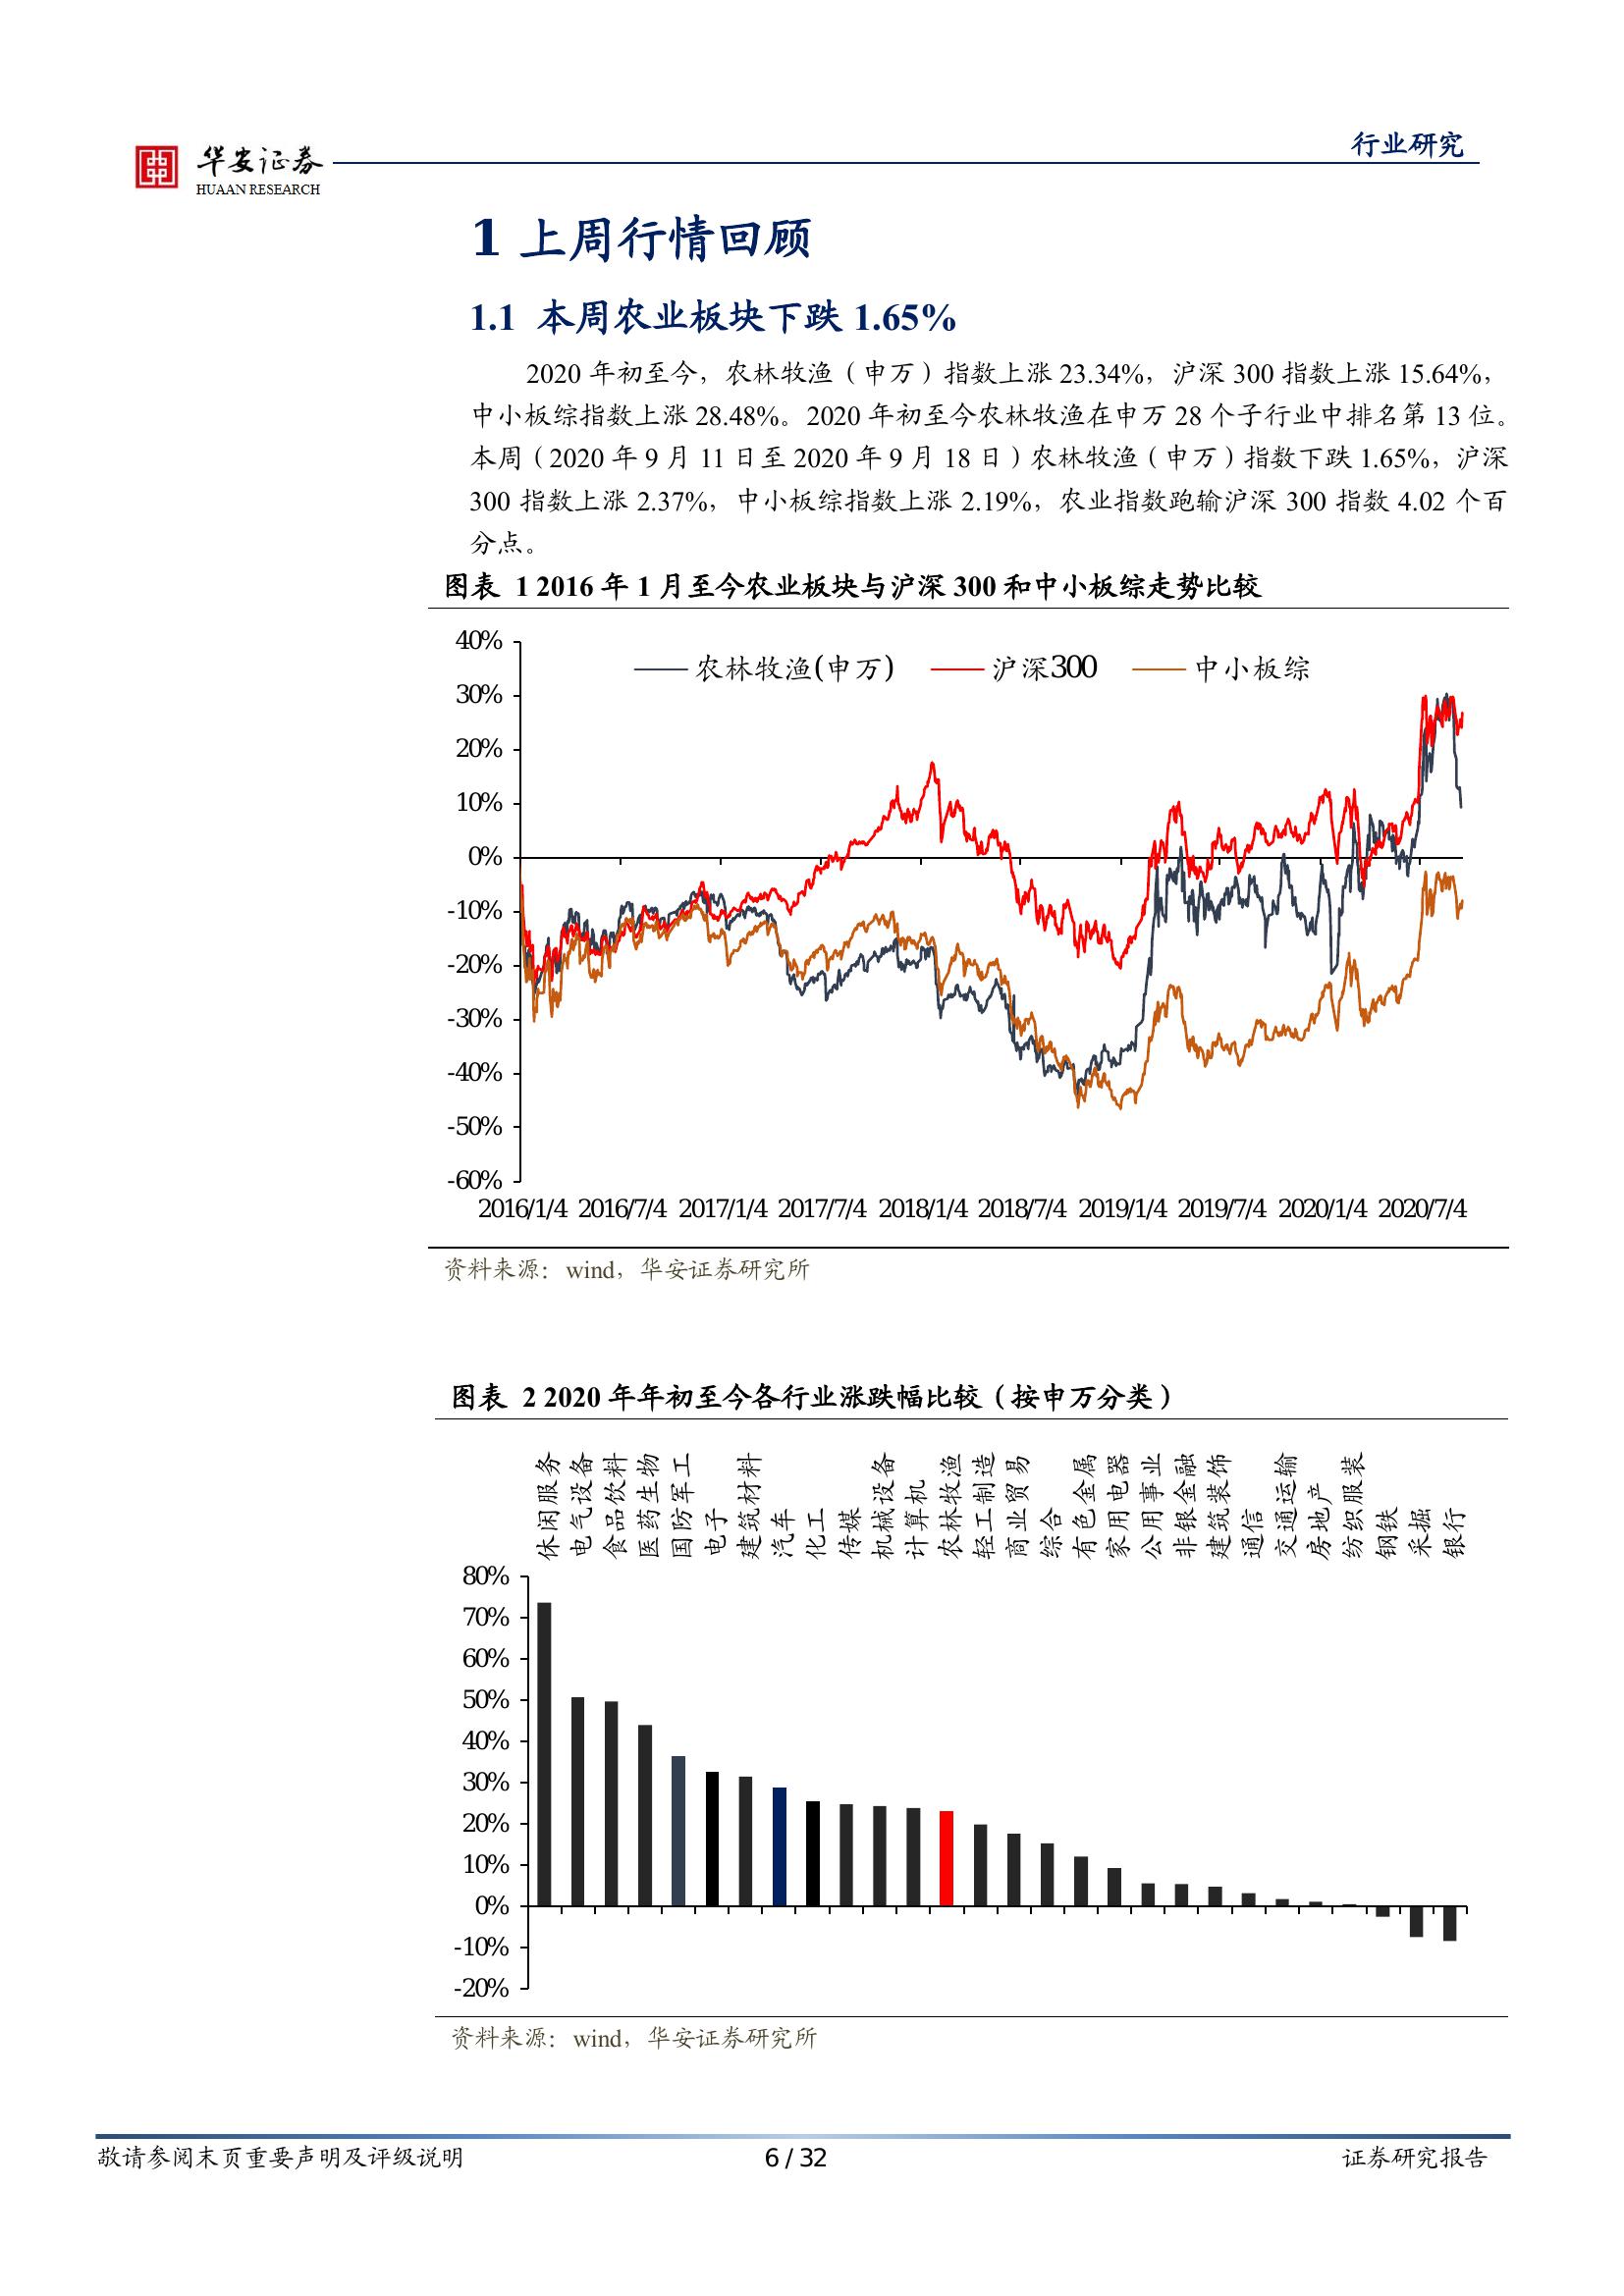 行业研究
华安证券
HUAAN RESEARCH
1 上周行情回顾
1.1 本周农业板块下跌 1.65%
2020 年初至今，农林牧渔（申万）指数上涨 23.34%，沪深 300 指数上涨 15.64%，
中小板综指数上涨 28.48%。2020 年初至今农林牧渔在申万 28 个子行业中排名第 13 位。
本周（2020 年 9 月 11 日至 2020 年 9 月 18 日）农林牧渔（申万）指数下跌 1.65%，沪深
300 指数上涨 2.37%，中小板综指数上涨 2.19%，农业指数跑输沪深 300 指数 4.02 个百
分点。
图表 1 2016 年 1 月至今农业板块与沪深 300 和中小板综走势比较
农林牧渔(申万) 沪深300 中小板综
40%
30%
20%
10%
0%
-10%
-20%
-30%
-40%
-50%
-60%
2016/1/4 2016/7/4 2017/1/4 2017/7/4 2018/1/4 2018/7/4 2019/1/4 2019/7/4 2020/1/4 2020/7/4
资料来源：wind，华安证券研究所
图表 2 2020 年年初至今各行业涨跌幅比较（按申万分类）
休闲服务
电气设备
食品饮料
医药生物
国防军工
电子
建筑材料
汽车
化工
传媒
机械设备
计算机
农林牧渔
轻工制造
商业贸易
综合
有色金属
家用电器
公用事业
非银金融
建筑装饰
通信
交通运输
房地产
纺织服装
钢铁
采掘
银行
80%
70%
60%
50%
40%
30%
20%
10%
0%
-10%
-20%
资料来源：wind，华安证券研究所
敬请参阅末页重要声明及评级说明
6 / 32
证券研究报告